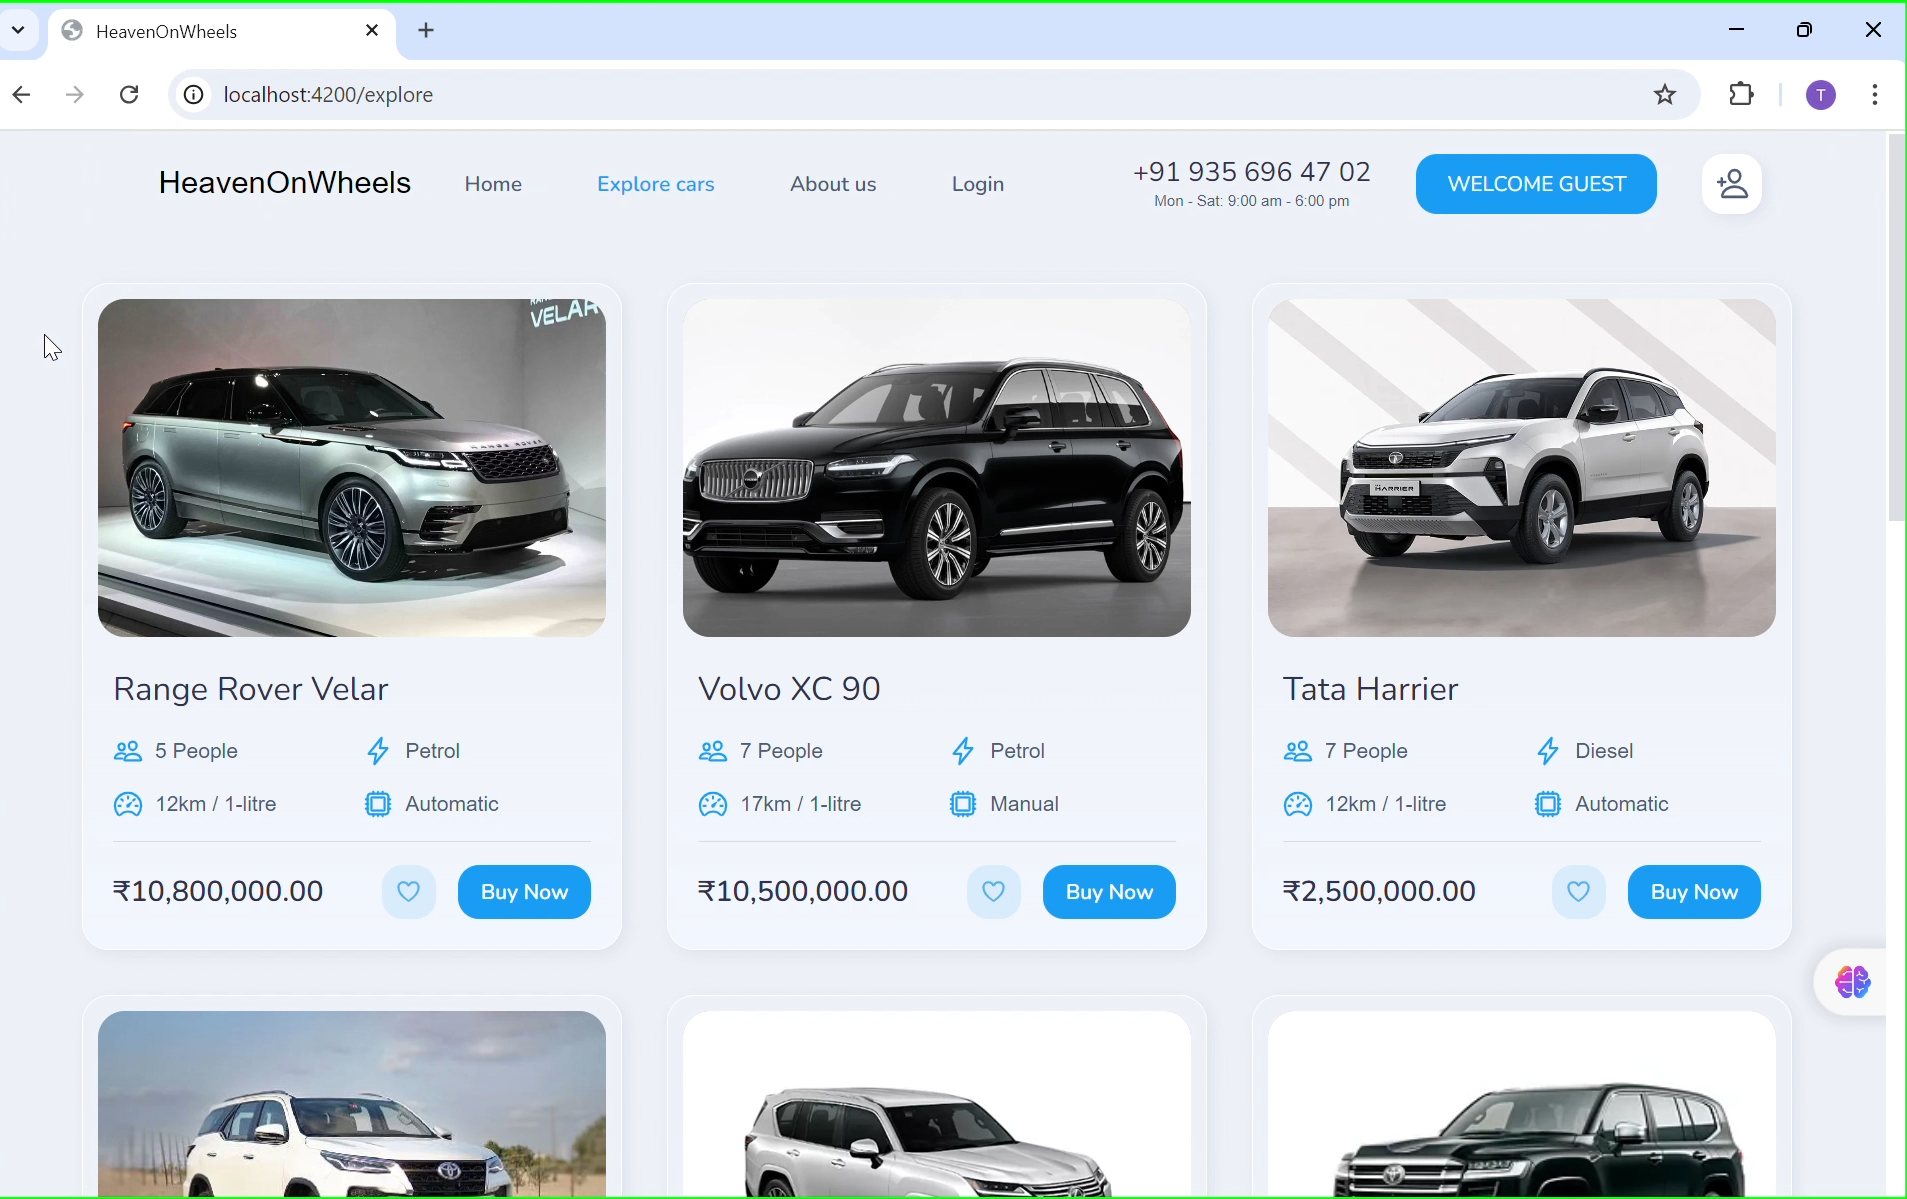 HeavenOnWheels
localhost:4200/explore
T
HeavenOnWheels
Home
Explore cars
About us
Login
+91 935 696 47 02
Mon - Sat: 9:00 am - 6:00 pm
WELCOME GUEST
VELAR
RANGE ROVER
HARRIER
Range Rover Velar
5 People
Petrol
12km / 1-litre
Automatic
₹10,800,000.00
Buy Now
Volvo XC 90
7 People
Petrol
17km / 1-litre
Manual
₹10,500,000.00
Buy Now
Tata Harrier
7 People
Diesel
12km / 1-litre
Automatic
₹2,500,000.00
Buy Now